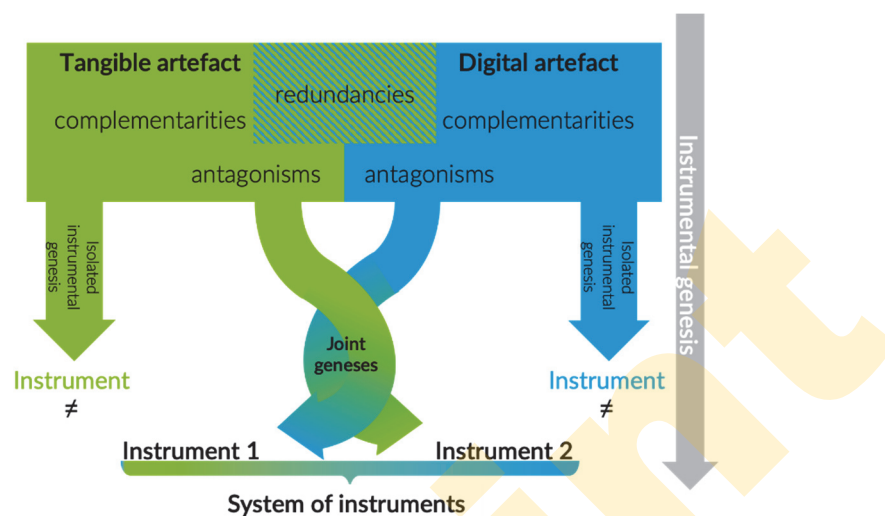 Tangible artefact
Digital artefact
redundancies
complementarities
complementarities
antagonisms
antagonisms
Isolated
instrumental
genesis
Isolated
instrumental
genesis
Instrumental genesis
Joint
geneses
Instrument
≠
Instrument
≠
Instrument 1
Instrument 2
System of instruments
int